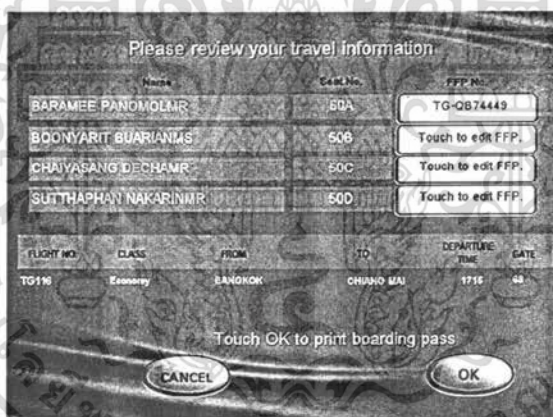 Please review your travel information
Name Seat No. FFP No.
BARAMEE PANOMOLMR 50A TG-QB74449
BOONYARIT BUARIANMS 50B Touch to edit FFP.
CHAIYASANG DECHAMR 50C Touch to edit FFP.
SUTTHAPHAN NAKARINMR 50D Touch to edit FFP.
FLIGHT NO. CLASS FROM TO DEPARTURE TIME GATE
TG116 Economy BANGKOK CHIANG MAI 1715
Touch OK to print boarding pass
CANCEL OK